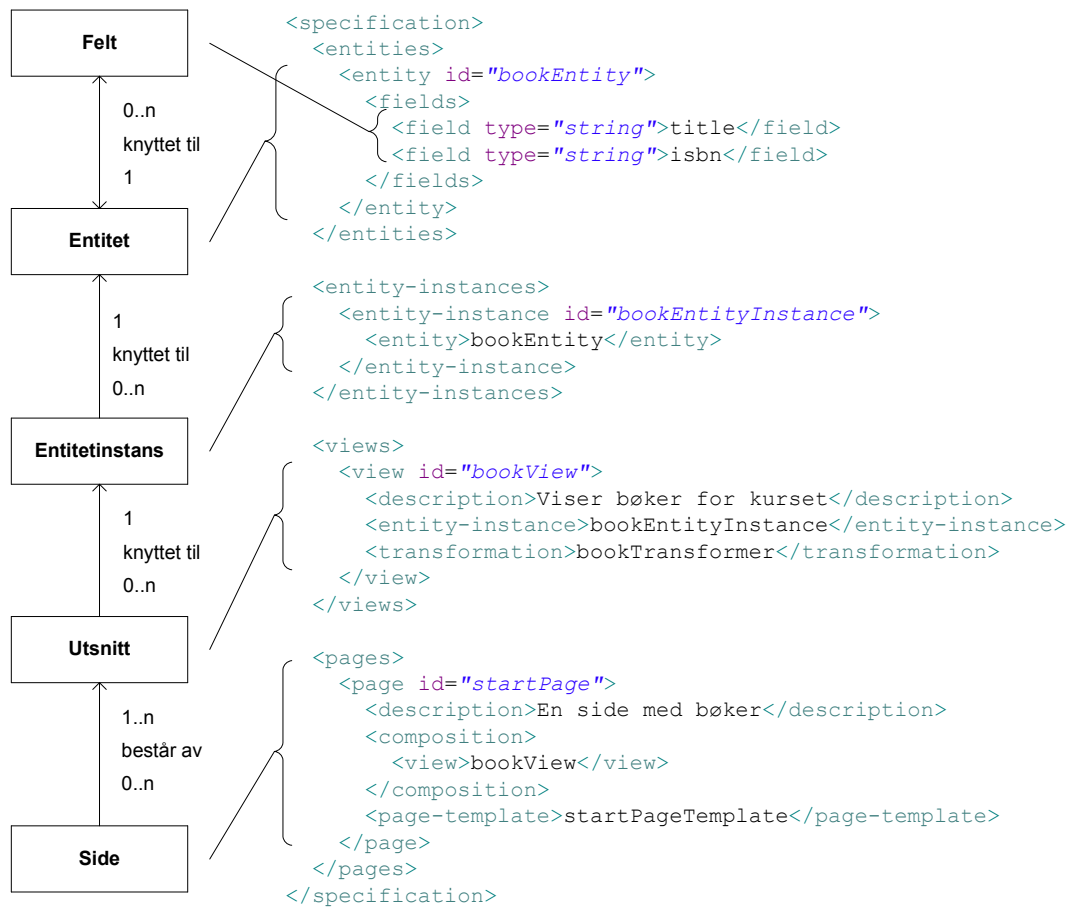 Felt
0..n
knyttet til
1
Entitet
1
knyttet til
0..n
Entitetinstans
1
knyttet til
0..n
Utsnitt
1..n
består av
0..n
Side
<specification>
<entities>
<entity id="bookEntity">
<fields>
<field type="string">title</field>
<field type="string">isbn</field>
</fields>
</entity>
</entities>
<entity-instances>
<entity-instance id="bookEntityInstance">
<entity>bookEntity</entity>
</entity-instance>
</entity-instances>
<views>
<view id="bookView">
<description>Viser bøker for kurset</description>
<entity-instance>bookEntityInstance</entity-instance>
<transformation>bookTransformer</transformation>
</view>
</views>
<pages>
<page id="startPage">
<description>En side med bøker</description>
<composition>
<view>bookView</view>
</composition>
<page-template>startPageTemplate</page-template>
</page>
</pages>
</specification>